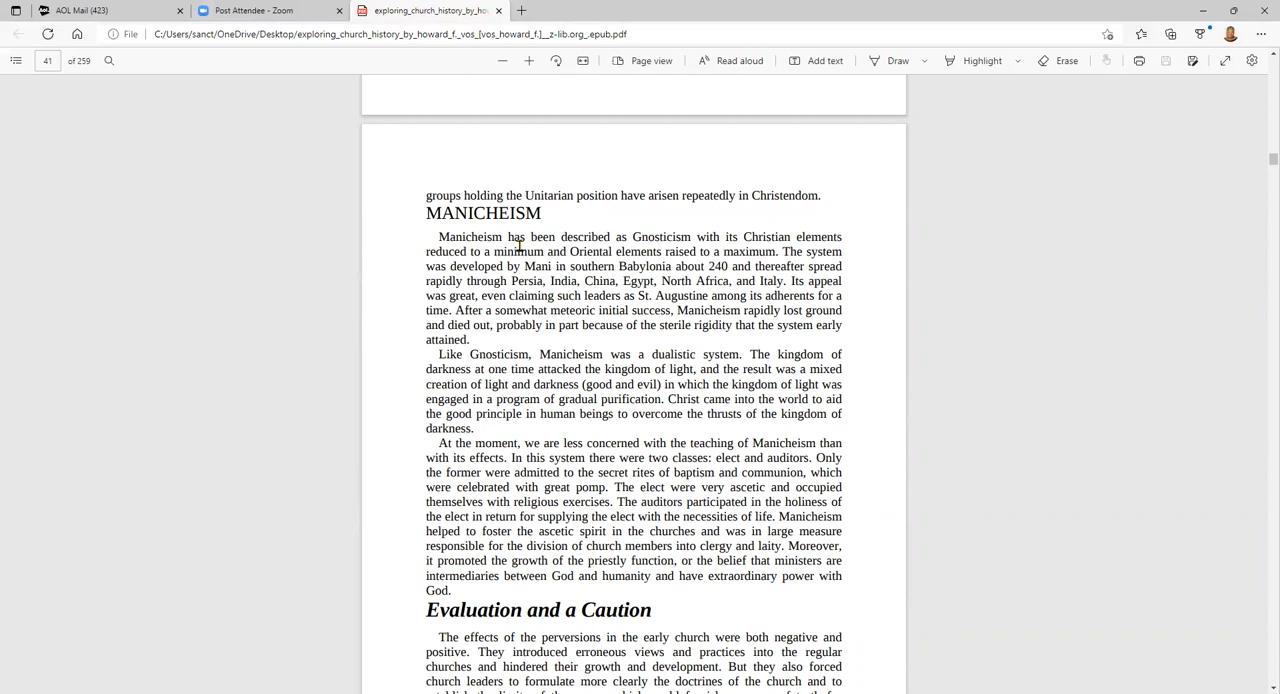 AOL Mail (423)
Post Attendee - Zoom
exploring_church_history_by_ho
File
C:/Users/sanct/OneDrive/Desktop/exploring_church_history_by_howard_f._vos_[vos_howard_f.]__z-lib.org_.epub.pdf
41 of 259
Page view
Read aloud
Add text
Draw
Highlight
Erase
groups holding the Unitarian position have arisen repeatedly in Christendom.
MANICHEISM
Manicheism has been described as Gnosticism with its Christian elements
reduced to a minimum and Oriental elements raised to a maximum. The system
was developed by Mani in southern Babylonia about 240 and thereafter spread
rapidly through Persia, India, China, Egypt, North Africa, and Italy. Its appeal
was great, even claiming such leaders as St. Augustine among its adherents for a
time. After a somewhat meteoric initial success, Manicheism rapidly lost ground
and died out, probably in part because of the sterile rigidity that the system early
attained.
Like Gnosticism, Manicheism was a dualistic system. The kingdom of
darkness at one time attacked the kingdom of light, and the result was a mixed
creation of light and darkness (good and evil) in which the kingdom of light was
engaged in a program of gradual purification. Christ came into the world to aid
the good principle in human beings to overcome the thrusts of the kingdom of
darkness.
At the moment, we are less concerned with the teaching of Manicheism than
with its effects. In this system there were two classes: elect and auditors. Only
the former were admitted to the secret rites of baptism and communion, which
were celebrated with great pomp. The elect were very ascetic and occupied
themselves with religious exercises. The auditors participated in the holiness of
the elect in return for supplying the elect with the necessities of life. Manicheism
helped to foster the ascetic spirit in the churches and was in large measure
responsible for the division of church members into clergy and laity. Moreover,
it promoted the growth of the priestly function, or the belief that ministers are
intermediaries between God and humanity and have extraordinary power with
God.
Evaluation and a Caution
The effects of the perversions in the early church were both negative and
positive. They introduced erroneous views and practices into the regular
churches and hindered their growth and development. But they also forced
church leaders to formulate more clearly the doctrines of the church and to